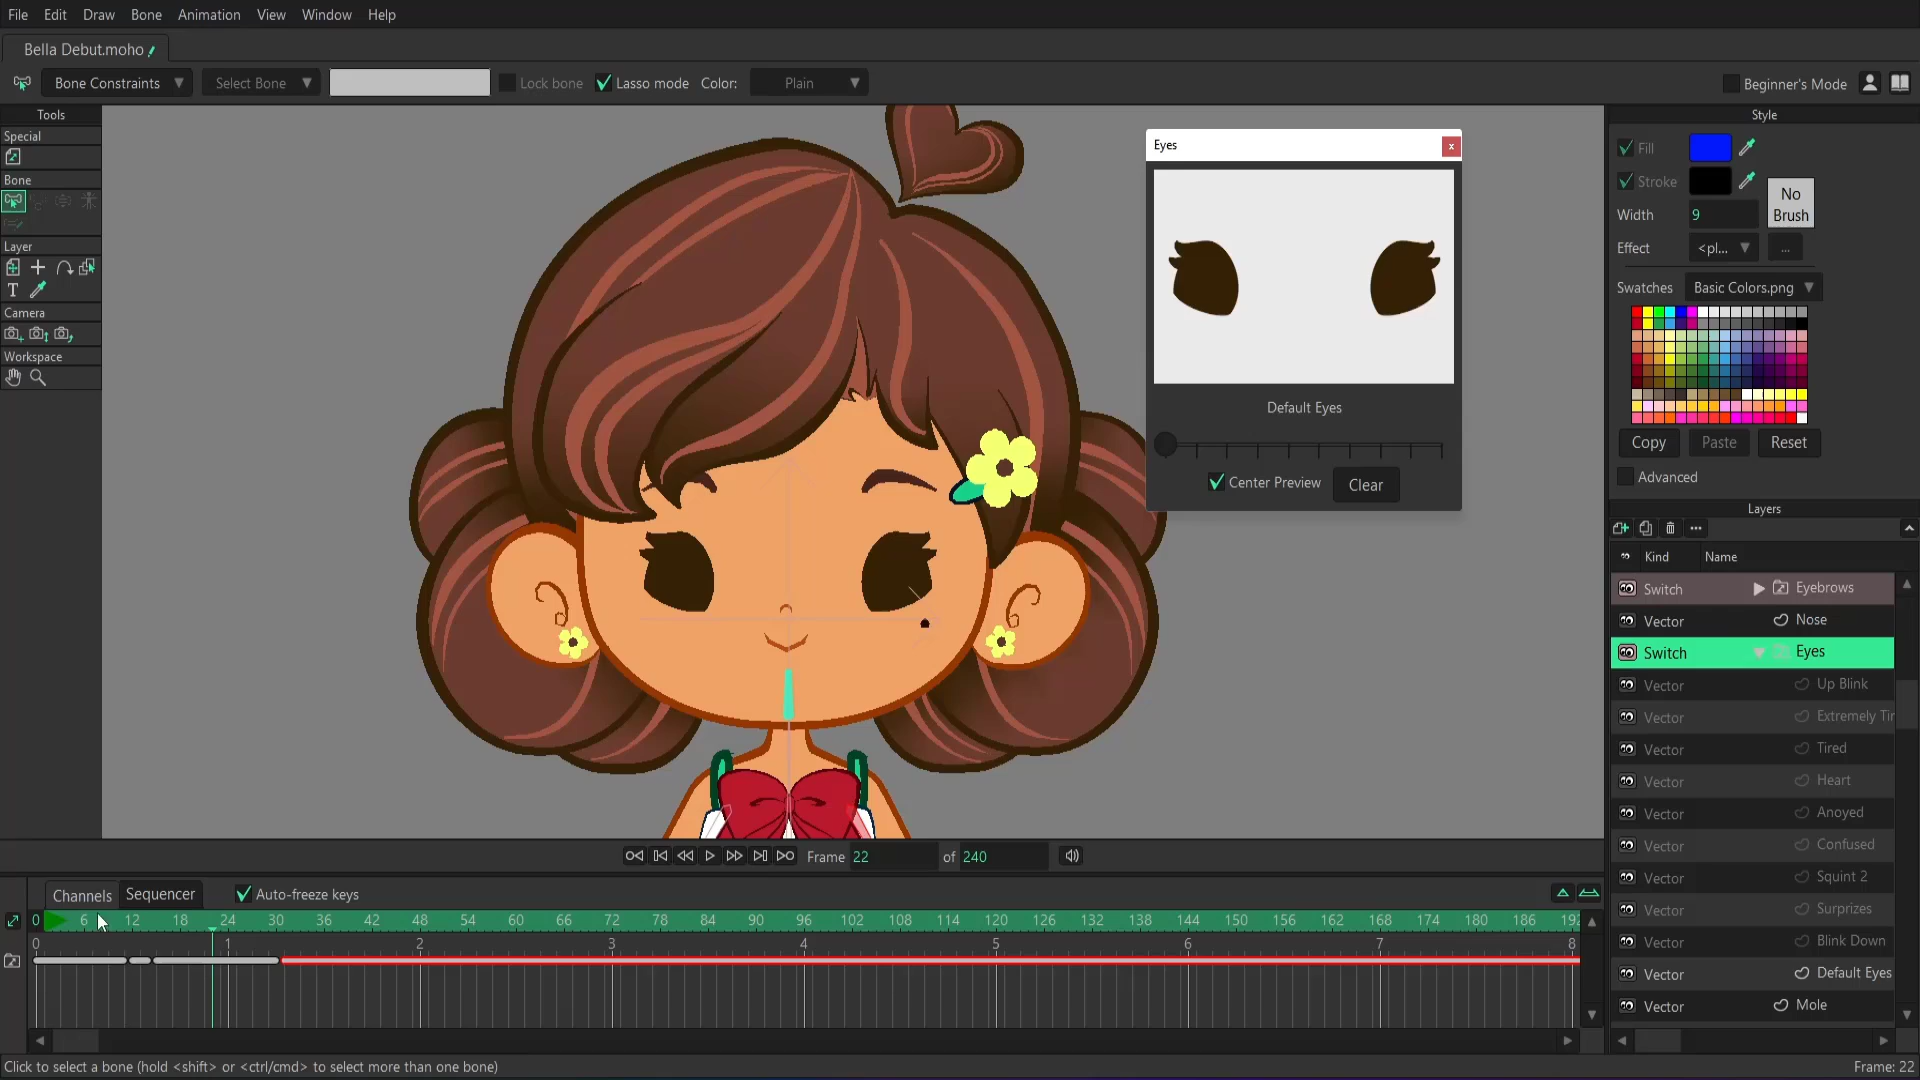 File Edit Draw Bone Animation View Window Help
Bella Debut.moho
Bone Constraints Select Bone Lock bone Lasso mode Color: Plain Beginner's Mode
Tools
Special
Bone
Layer
T
Camera
Workspace
Eyes
x
Default Eyes
Center Preview Clear
Style
Fill
Stroke
No Brush
Width 9
Effect <pl... ...
Swatches Basic Colors.png
Copy Paste Reset
Advanced
Layers
Kind Name
Switch Eyebrows
Vector Nose
Switch Eyes
Vector Up Blink
Vector Extremely Tir
Vector Tired
Vector Heart
Vector Anoyed
Vector Confused
Vector Squint 2
Vector Surprizes
Vector Blink Down
Vector Default Eyes
Vector Mole
Frame 22 of 240
Channels Sequencer Auto-freeze keys
0 6 12 18 24 30 36 42 48 54 60 66 72 78 84 90 96 102 108 114 120 126 132 138 144 150 156 162 168 174 180 186 192
0 1 2 3 4 5 6 7 8
Click to select a bone (hold <shift> or <ctrl/cmd> to select more than one bone) Frame: 22